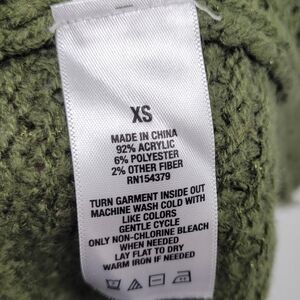 XS
MADE IN CHINA
92% ACRYLIC
6% POLYESTER
2% OTHER FIBER
RN154379
TURN GARMENT INSIDE OUT
MACHINE WASH COLD WITH
LIKE COLORS
GENTLE CYCLE
ONLY NON-CHLORINE BLEACH
WHEN NEEDED
LAY FLAT TO DRY
WARM IRON IF NEEDED